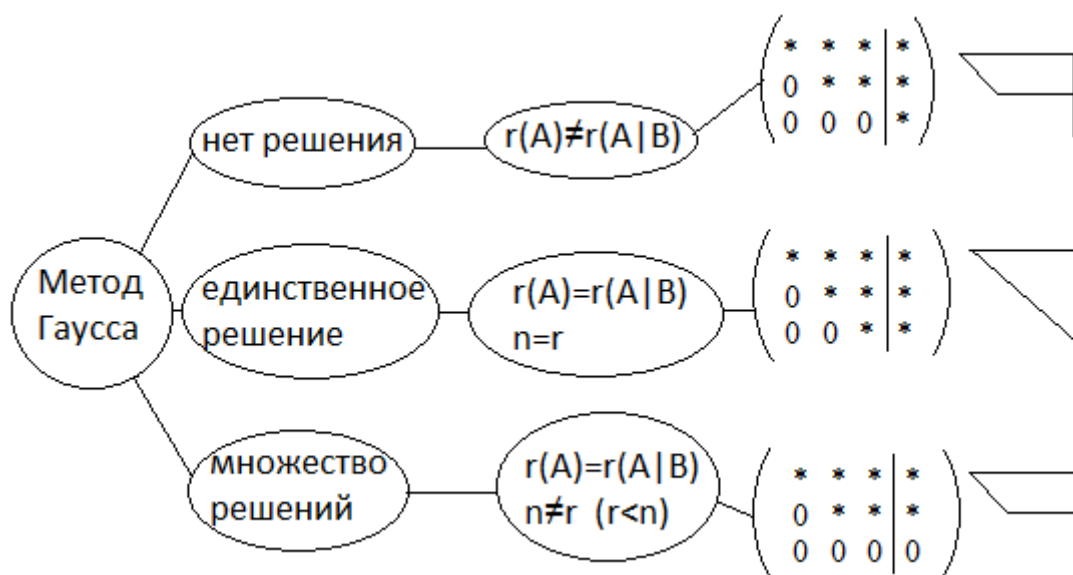 Метод
Гаусса
нет решения
r(A)≠r(A|B)
* * * | *
0 * * | *
0 0 0 | *
единственное
решение
r(A)=r(A|B)
n=r
* * * | *
0 * * | *
0 0 * | *
множество
решений
r(A)=r(A|B)
n≠r (r<n)
* * * | *
0 * * | *
0 0 0 | 0